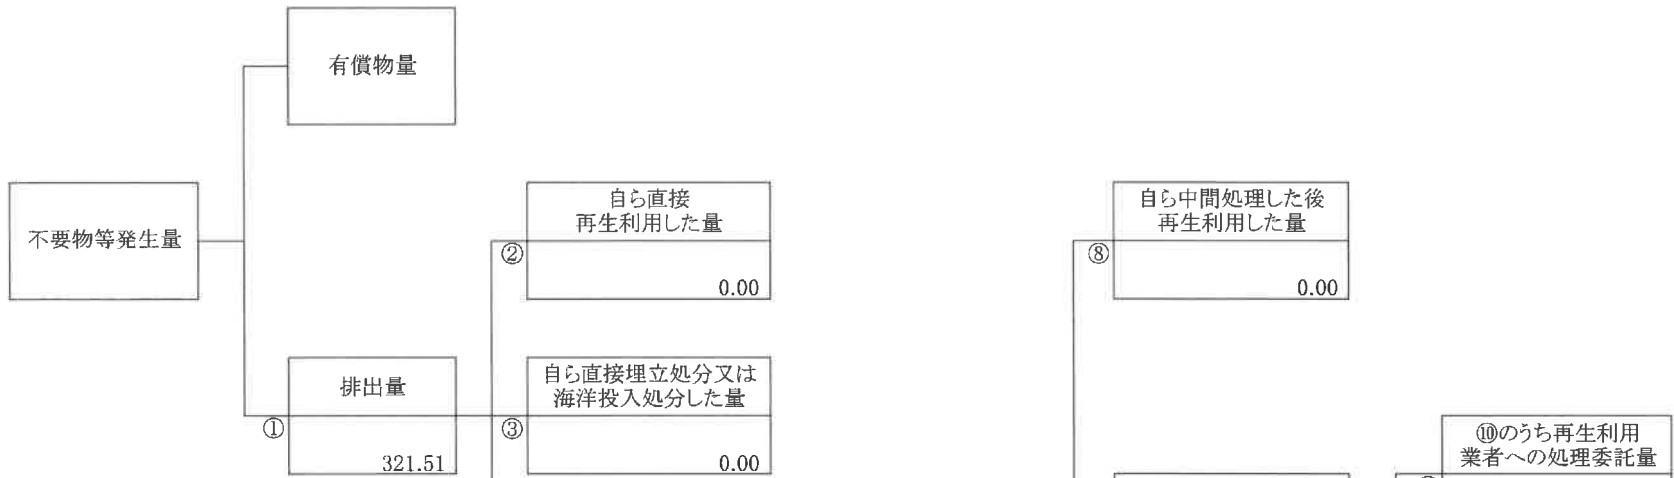 有償物量
不要物等発生量
自ら直接
再生利用した量
②
0.00
自ら中間処理した後
再生利用した量
⑧
0.00
排出量
①
321.51
自ら直接埋立処分又は
海洋投入処分した量
③
0.00
⑩のうち再生利用
業者への処理委託量